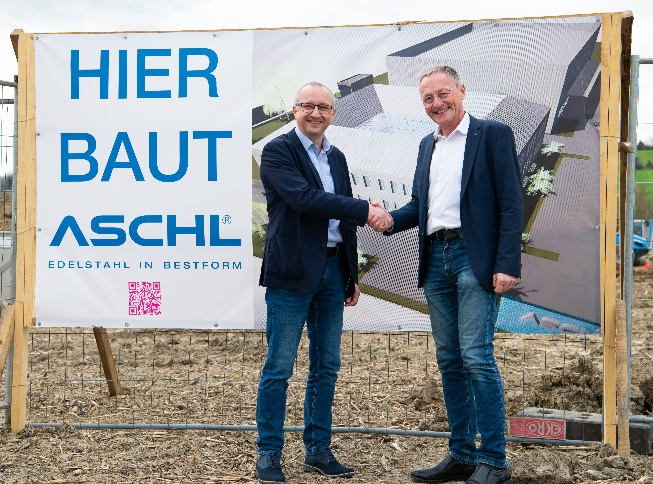 HIER
BAUT
ASCHL®
EDELSTAHL IN BESTFORM